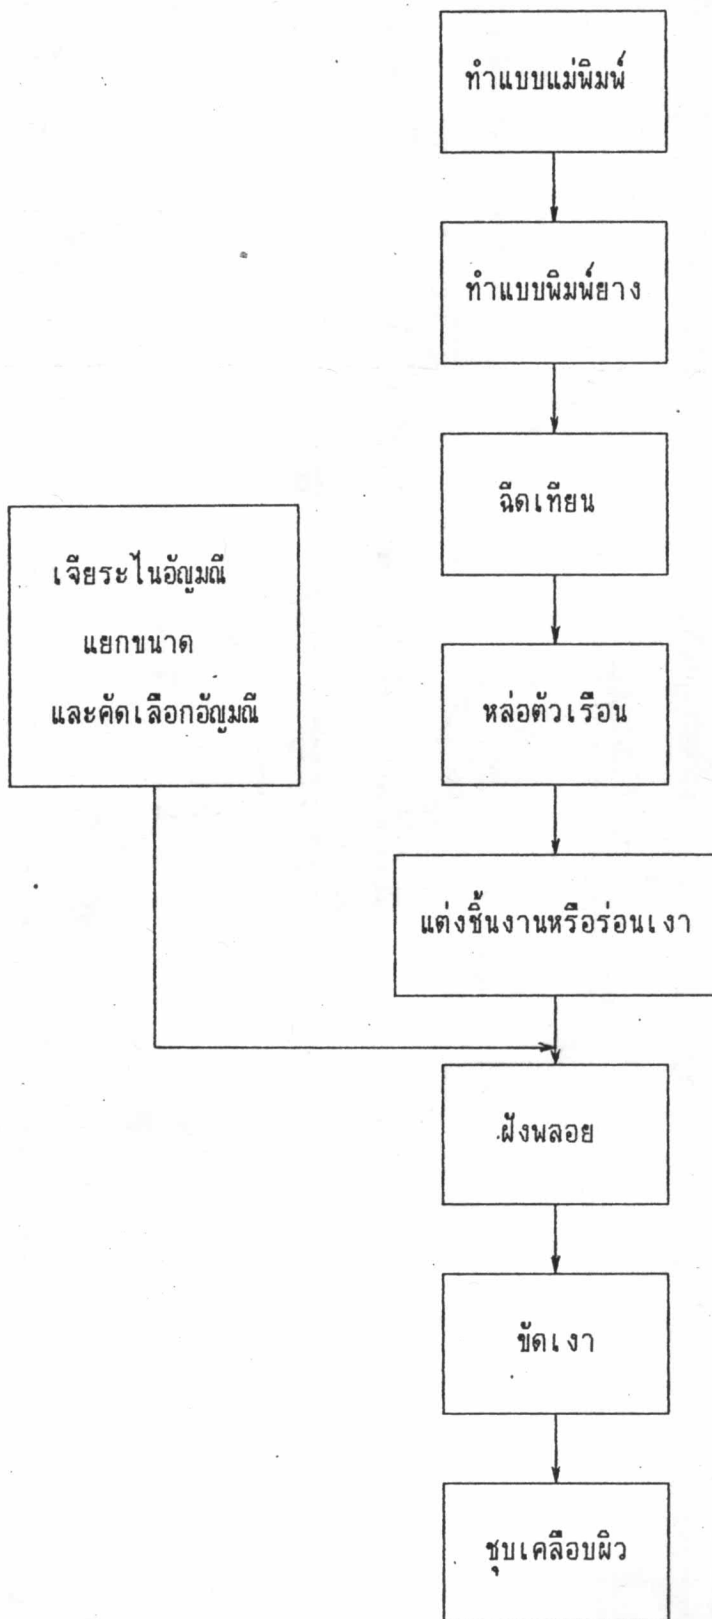 ทำแบบแม่พิมพ์
ทำแบบพิมพ์ยาง
ฉีดเทียน
เจียระไนอัญมณี
แยกขนาด
และคัดเลือกอัญมณี
หล่อตัวเรือน
แต่งชิ้นงานหรือร่อนเงา
ฝังพลอย
ขัดเงา
ชุบเคลือบผิว